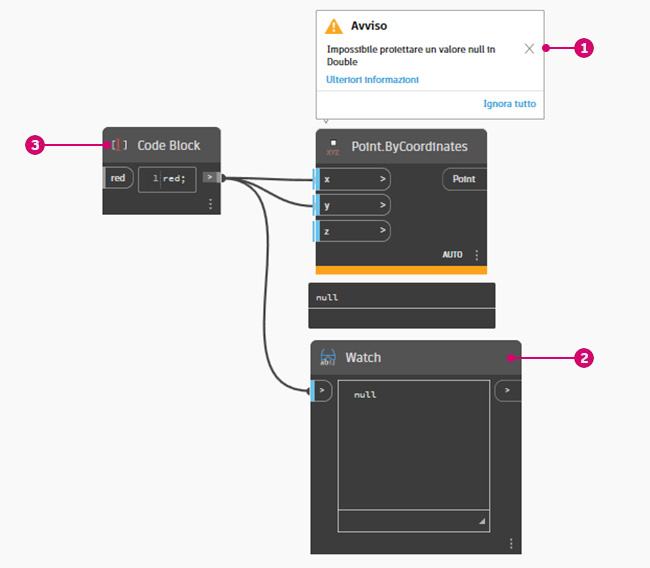 Avviso
Impossibile proiettare un valore null in
Double
Ulteriori informazioni
Ignora tutto
1
3
[ ] Code Block
red
1 red;
>
XYZ
Point.ByCoordinates
x >
y >
z >
Point
AUTO
null
Watch
2
>
null
>